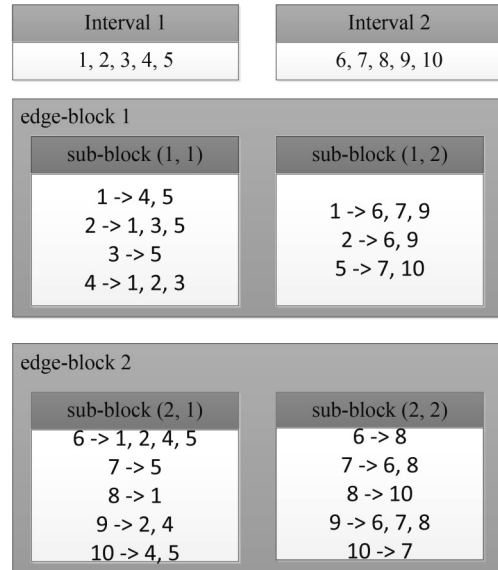 Interval 1
1, 2, 3, 4, 5
Interval 2
6, 7, 8, 9, 10
edge-block 1
sub-block (1, 1)
1 -> 4, 5
2 -> 1, 3, 5
3 -> 5
4 -> 1, 2, 3
sub-block (1, 2)
1 -> 6, 7, 9
2 -> 6, 9
5 -> 7, 10
edge-block 2
sub-block (2, 1)
6 -> 1, 2, 4, 5
7 -> 5
8 -> 1
9 -> 2, 4
10 -> 4, 5
sub-block (2, 2)
6 -> 8
7 -> 6, 8
8 -> 10
9 -> 6, 7, 8
10 -> 7